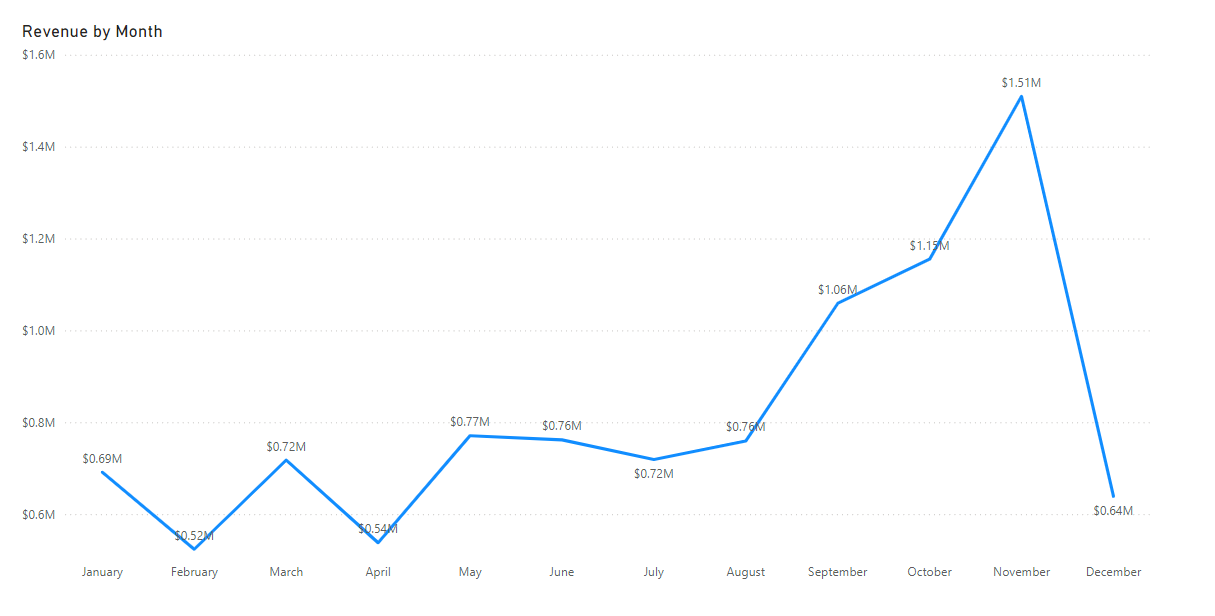 Revenue by Month
$1.6M
$1.51M
$1.4M
$1.2M
$1.15M
$1.06M
$1.0M
$0.8M
$0.77M
$0.76M
$0.76M
$0.69M
$0.72M
$0.72M
$0.6M
$0.52M
$0.54M
$0.64M
January February March April May June July August September October November December